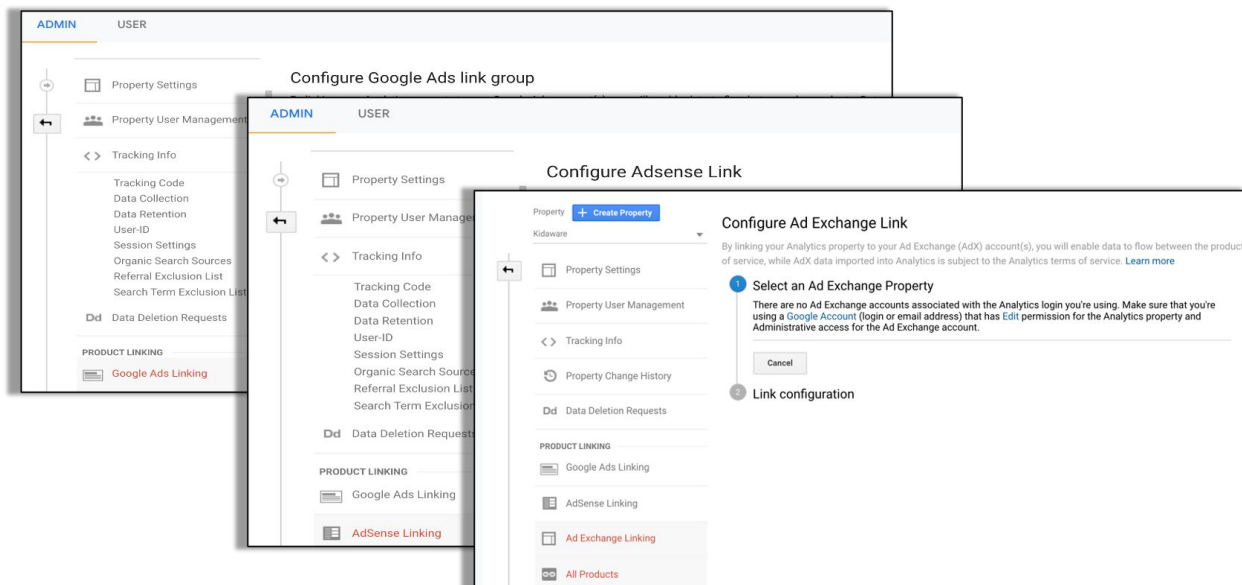 ADMIN USER
Property Settings
Property User Management
Tracking Info
Tracking Code
Data Collection
Data Retention
User-ID
Session Settings
Organic Search Sources
Referral Exclusion List
Search Term Exclusion List
Dd Data Deletion Requests
PRODUCT LINKING
Google Ads Linking
Configure Google Ads link group
ADMIN USER
Property Settings
Property User Manage
Tracking Info
Tracking Code
Data Collection
Data Retention
User-ID
Session Settings
Organic Search Source
Referral Exclusion List
Search Term Exclusion
Dd Data Deletion Requests
PRODUCT LINKING
Google Ads Linking
AdSense Linking
Configure Adsense Link
Property + Create Property
Kidaware
Property Settings
Property User Management
Tracking Info
Property Change History
Dd Data Deletion Requests
PRODUCT LINKING
Google Ads Linking
AdSense Linking
Ad Exchange Linking
All Products
Configure Ad Exchange Link
By linking your Analytics property to your Ad Exchange (AdX) account(s), you will enable data to flow between the product
of service, while AdX data imported into Analytics is subject to the Analytics terms of service. Learn more
1 Select an Ad Exchange Property
There are no Ad Exchange accounts associated with the Analytics login you're using. Make sure that you're
using a Google Account (login or email address) that has Edit permission for the Analytics property and
Administrative access for the Ad Exchange account.
Cancel
2 Link configuration